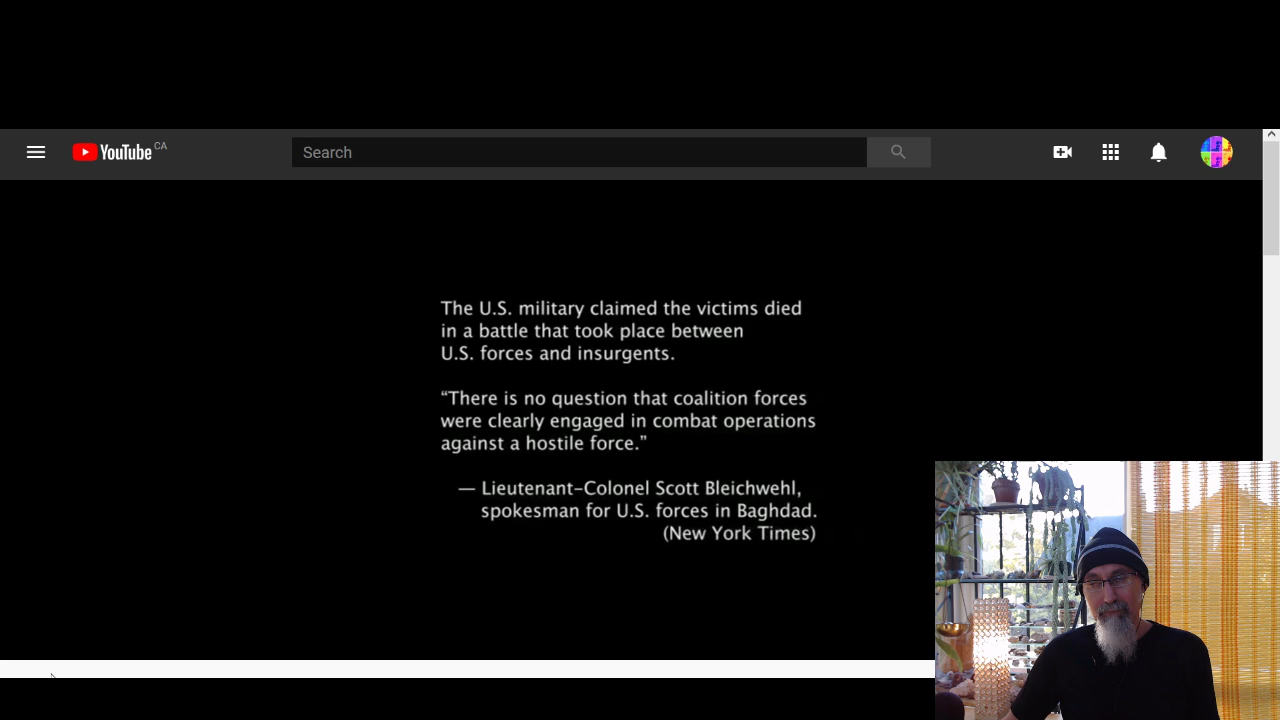 YouTube CA
Search
The U.S. military claimed the victims died
in a battle that took place between
U.S. forces and insurgents.
“There is no question that coalition forces
were clearly engaged in combat operations
against a hostile force.”
— Lieutenant–Colonel Scott Bleichwehl,
spokesman for U.S. forces in Baghdad.
(New York Times)